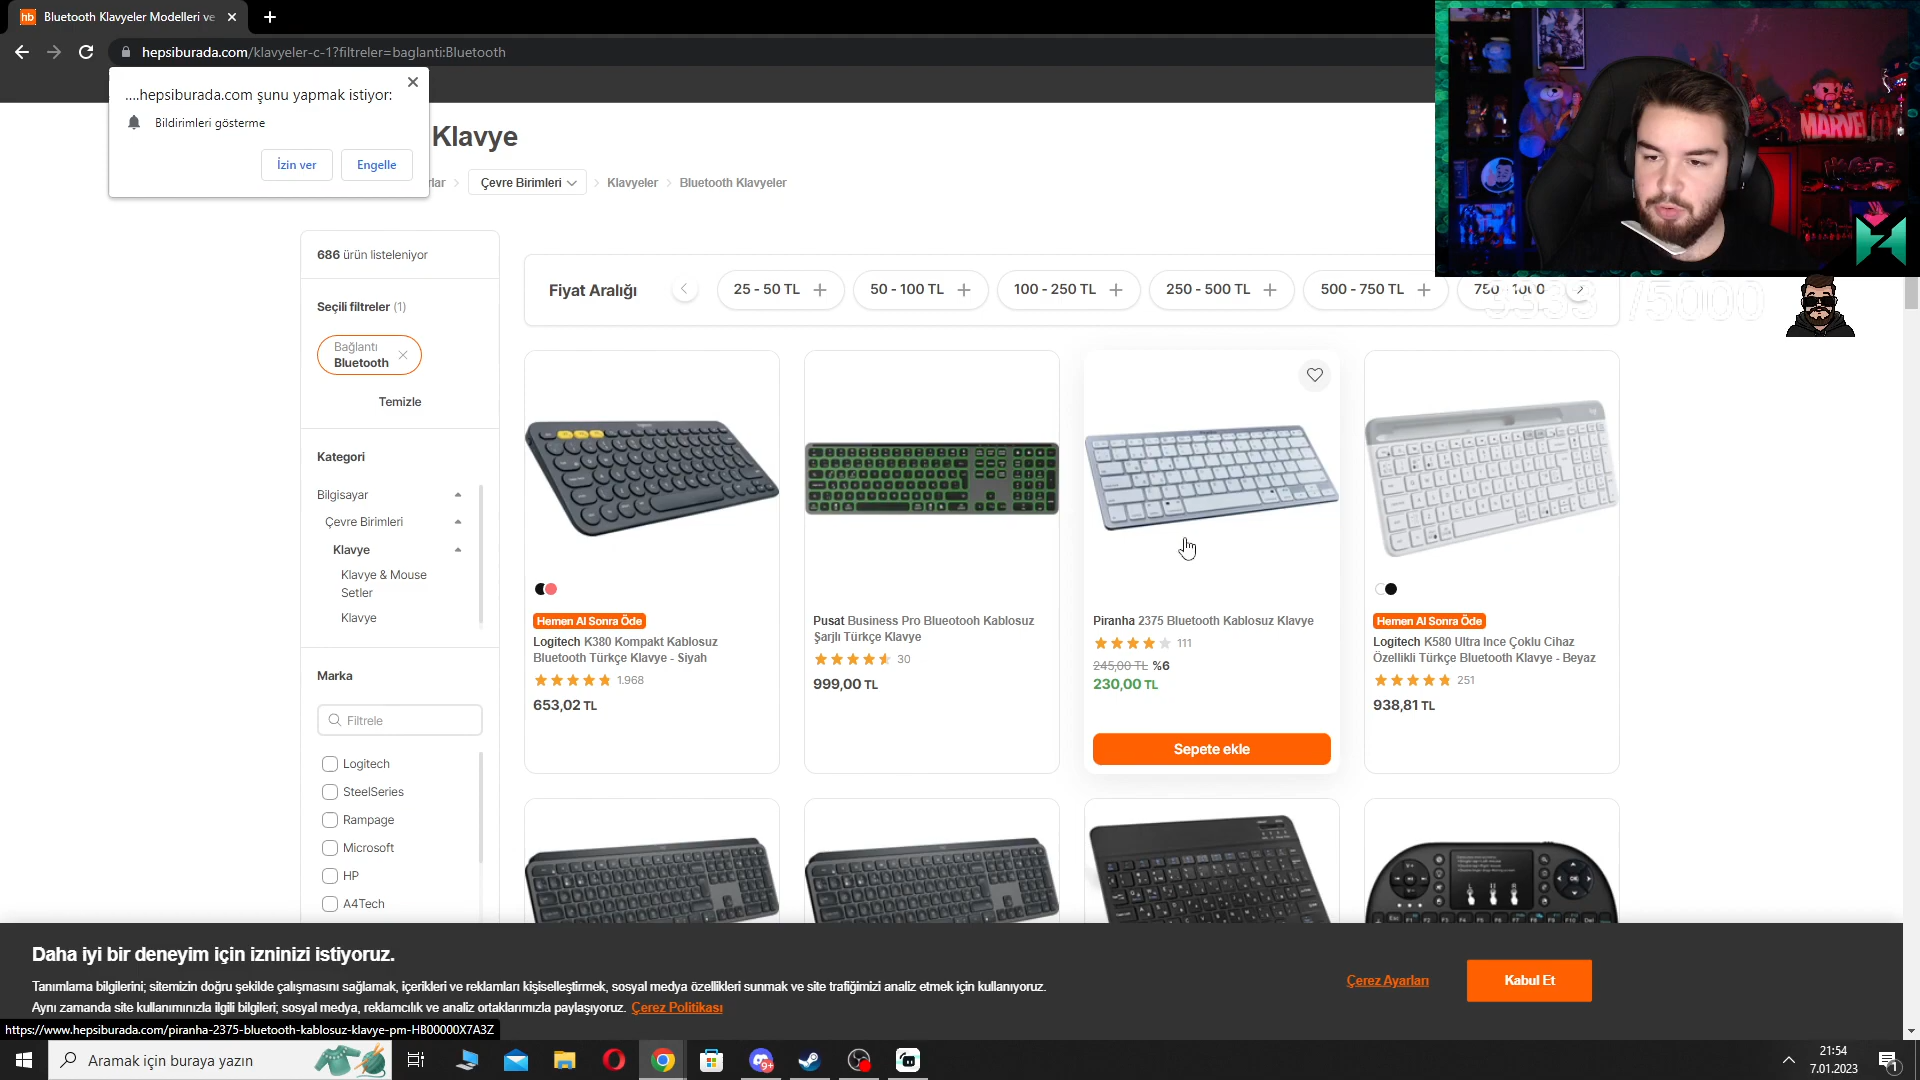 hb Bluetooth Klavyeler Modelleri ve
hepsiburada.com/klavyeler-c-1?filtreler=baglanti:Bluetooth
....hepsiburada.com şunu yapmak istiyor:
Bildirimleri gösterme
İzin ver
Engelle
Klavye
rlar
Çevre Birimleri
Klavyeler
Bluetooth Klavyeler
686 ürün listeleniyor
Seçili filtreler (1)
Bağlantı
Bluetooth
Temizle
Kategori
Bilgisayar
Çevre Birimleri
Klavye
Klavye & Mouse
Setler
Klavye
Marka
Filtrele
Logitech
SteelSeries
Rampage
Microsoft
HP
A4Tech
Fiyat Aralığı
25 - 50 TL
50 - 100 TL
100 - 250 TL
250 - 500 TL
500 - 750 TL
750 - 1000
/5000
MARVEL
Hemen Al Sonra Öde
Logitech K380 Kompakt Kablosuz
Bluetooth Türkçe Klavye - Siyah
1.968
653,02 TL
Pusat Business Pro Blueotooh Kablosuz
Şarjlı Türkçe Klavye
30
999,00 TL
Piranha 2375 Bluetooth Kablosuz Klavye
111
245,00 TL %6
230,00 TL
Sepete ekle
Hemen Al Sonra Öde
Logitech K580 Ultra Ince Çoklu Cihaz
Özellikli Türkçe Bluetooth Klavye - Beyaz
251
938,81 TL
Daha iyi bir deneyim için izninizi istiyoruz.
Tanımlama bilgilerini; sitemizin doğru şekilde çalışmasını sağlamak, içerikleri ve reklamları kişiselleştirmek, sosyal medya özellikleri sunmak ve site trafiğimizi analiz etmek için kullanıyoruz.
Aynı zamanda site kullanımınızla ilgili bilgileri; sosyal medya, reklamcılık ve analiz ortaklarımızla paylaşıyoruz. Çerez Politikası
Çerez Ayarları
Kabul Et
https://www.hepsiburada.com/piranha-2375-bluetooth-kablosuz-klavye-pm-HB00000X7A3Z
Aramak için buraya yazın
21:54
7.01.2023